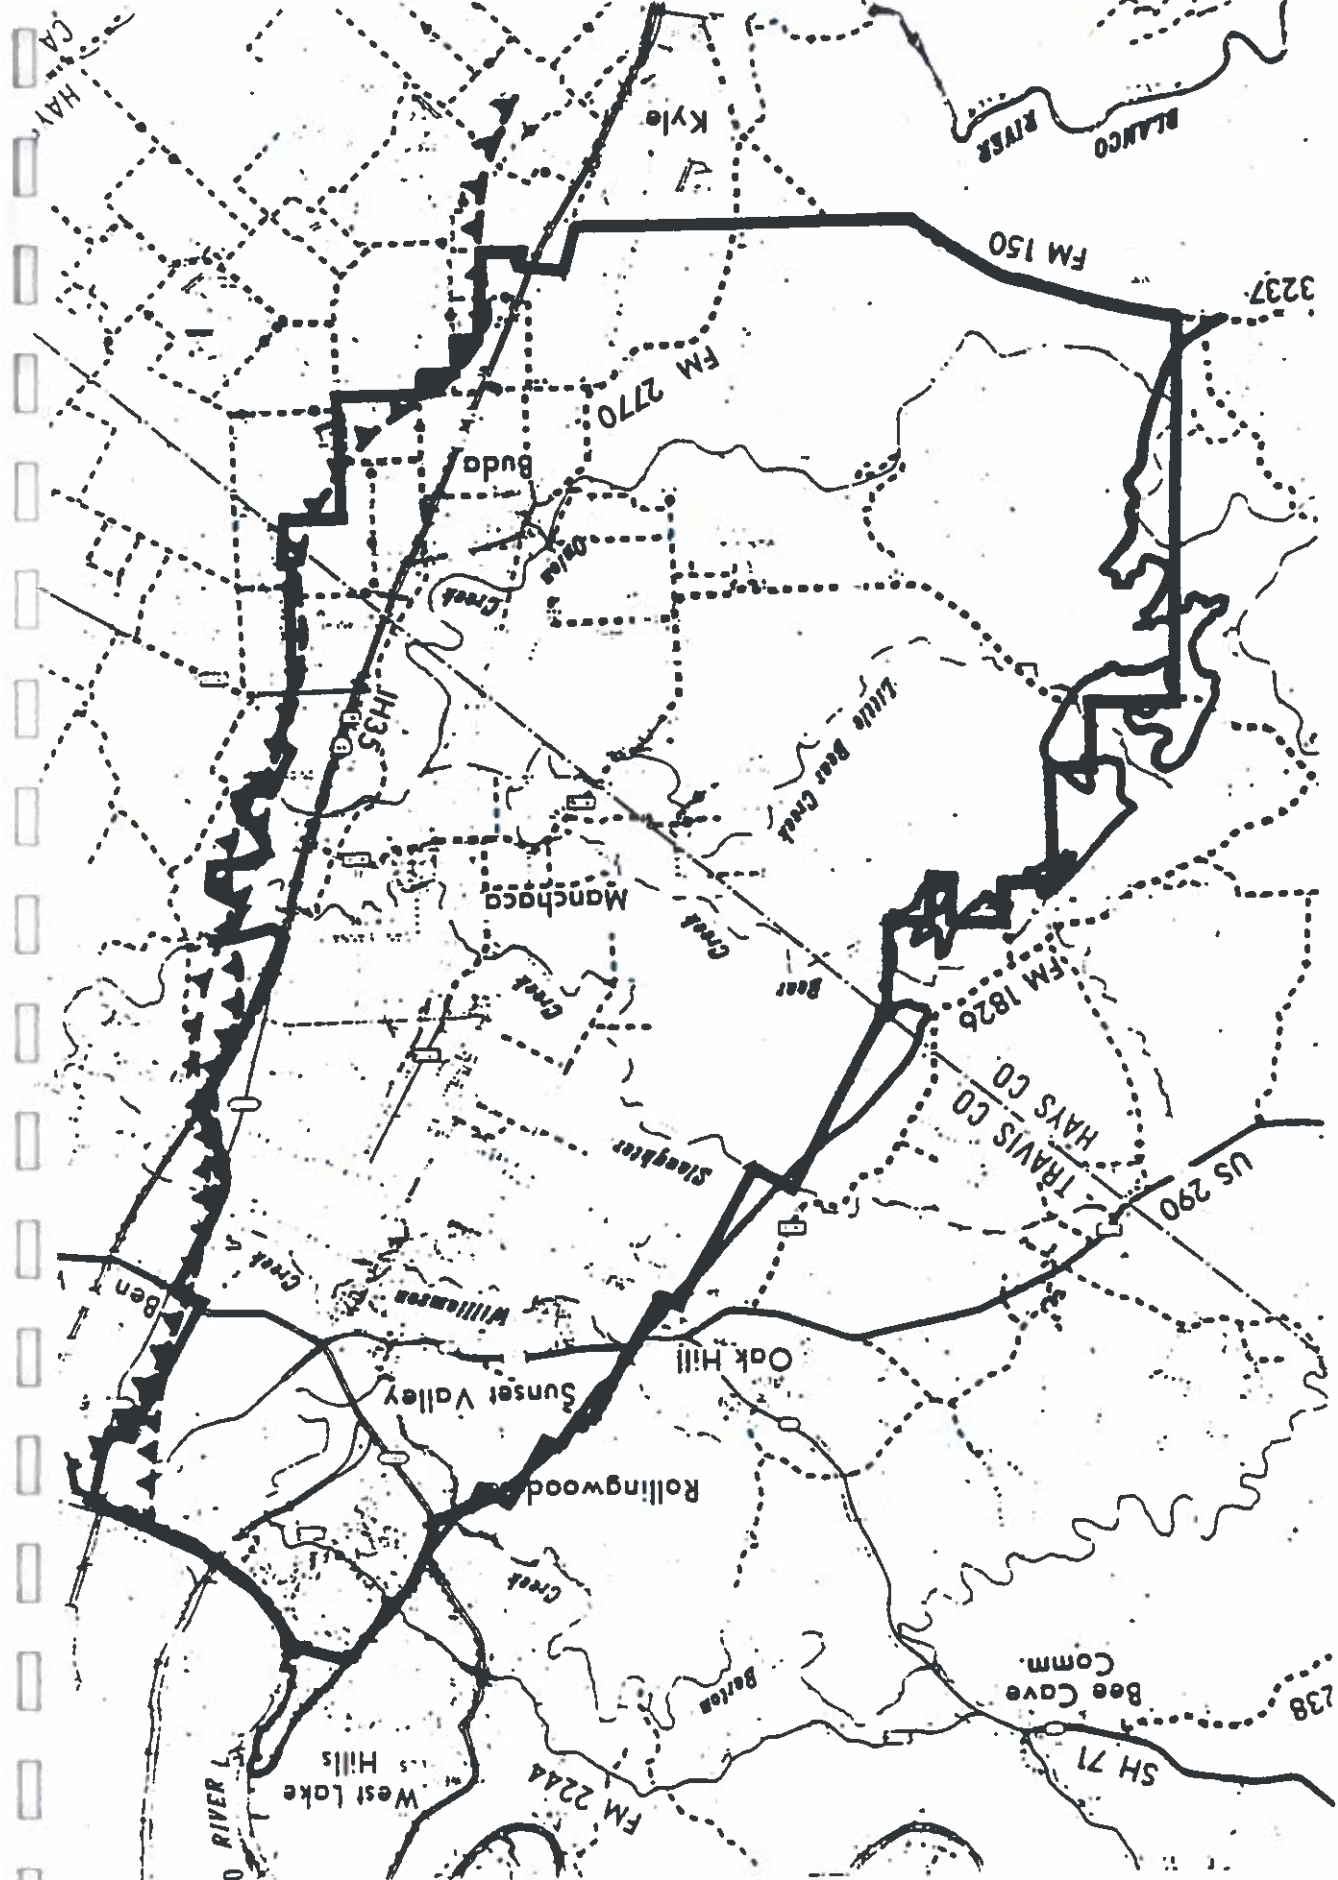 RIVER
West Lake
Hills
FM 2244
SH 71
Bee Cave
Comm.
Barton
Creek
Rollingwood
Sunset Valley
Oak Hill
Ben
Williamson
Creek
US 290
TRAVIS CO
HAYS CO
Slaughter
Creek
FM 1826
Bear
Creek
Manchaca
Little Bear Creek
IH35
Onion
Creek
Buda
FM 2770
3237
FM 150
Kyle
BLANCO
RIVER
HAY
CA